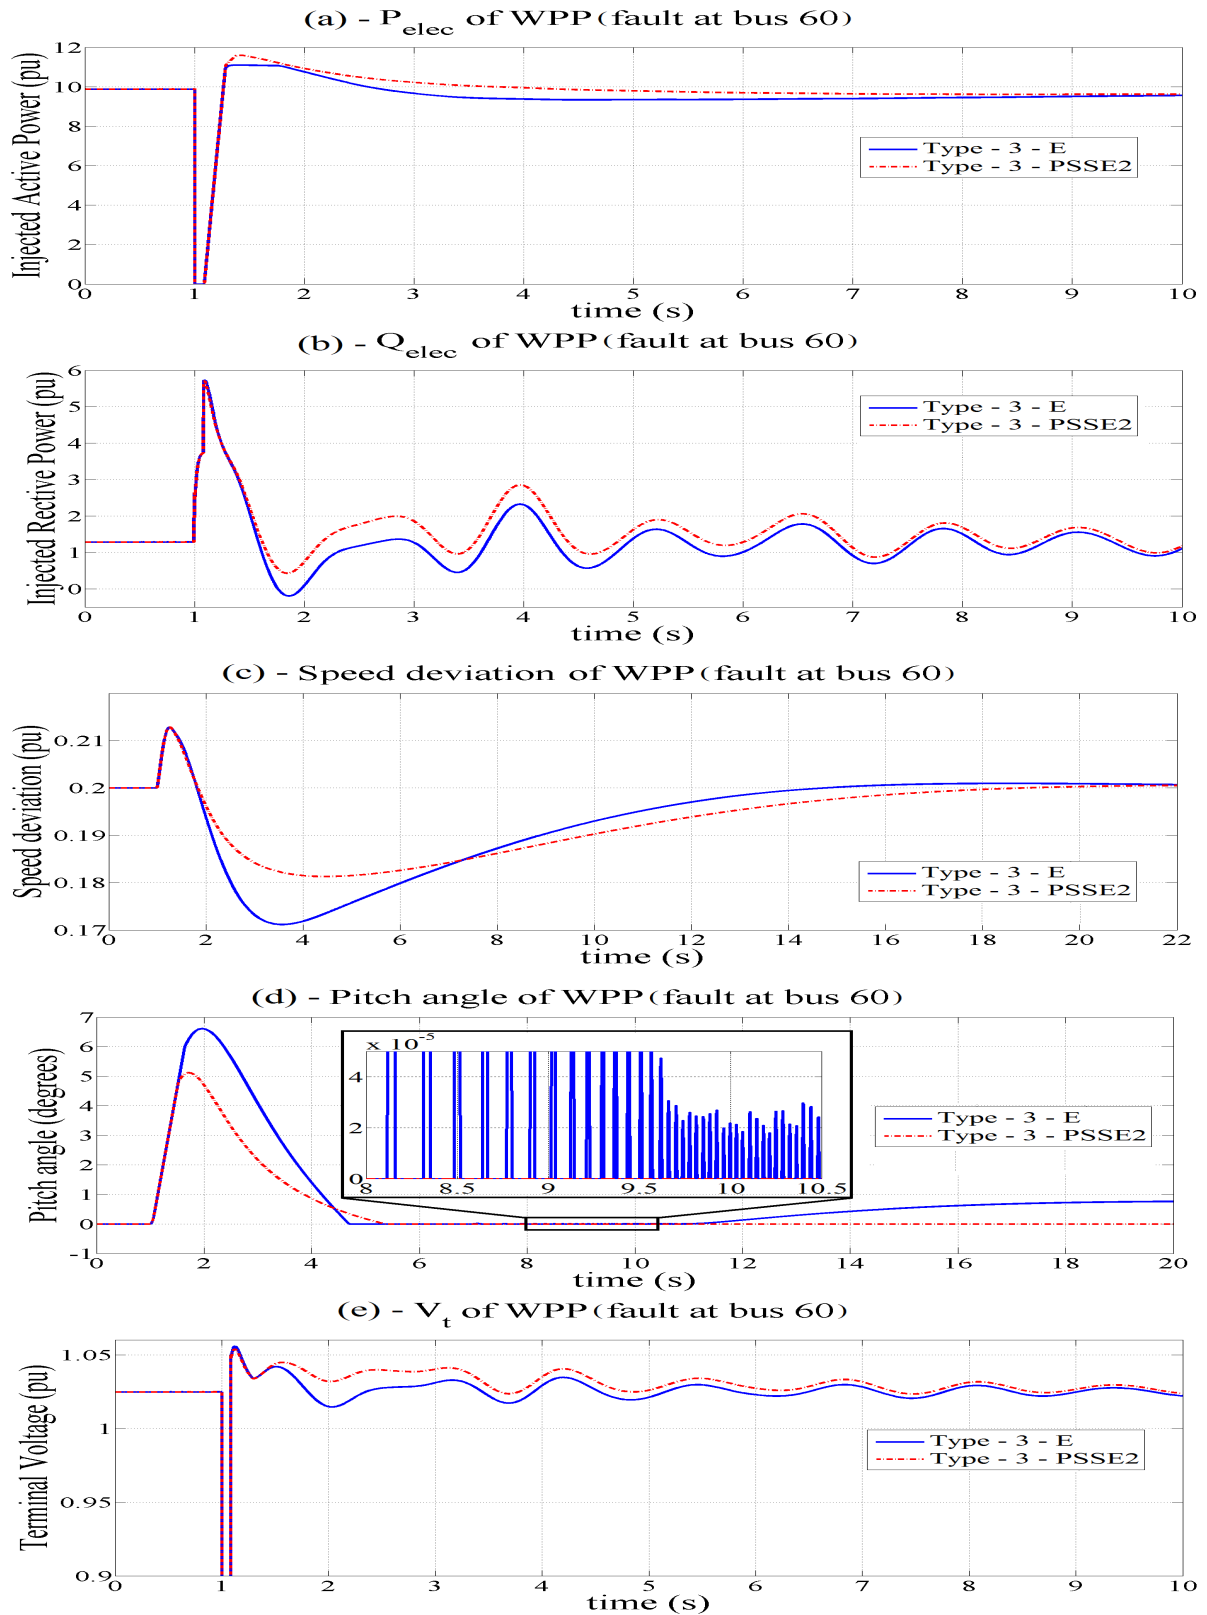 (a) - P_elec of WPP(fault at bus 60)
Injected Active Power (pu)
12
10
8
6
4
2
0
Type - 3 - E
Type - 3 - PSSE2
0 1 2 3 4 5 6 7 8 9 10
time (s)
(b) - Q_elec of WPP(fault at bus 60)
Injected Rective Power (pu)
6
5
4
3
2
1
0
Type - 3 - E
Type - 3 - PSSE2
0 1 2 3 4 5 6 7 8 9 10
time (s)
(c) - Speed deviation of WPP(fault at bus 60)
Speed deviation (pu)
0.21
0.2
0.19
0.18
0.17
Type - 3 - E
Type - 3 - PSSE2
0 2 4 6 8 10 12 14 16 18 20 22
time (s)
(d) - Pitch angle of WPP(fault at bus 60)
Pitch angle (degrees)
7
6
5
4
3
2
1
0
-1
x 10^-5
4
2
0
8 8.5 9 9.5 10 10.5
Type - 3 - E
Type - 3 - PSSE2
0 2 4 6 8 10 12 14 16 18 20
time (s)
(e) - V_t of WPP(fault at bus 60)
Terminal Voltage (pu)
1.05
1
0.95
0.9
Type - 3 - E
Type - 3 - PSSE2
0 1 2 3 4 5 6 7 8 9 10
time (s)